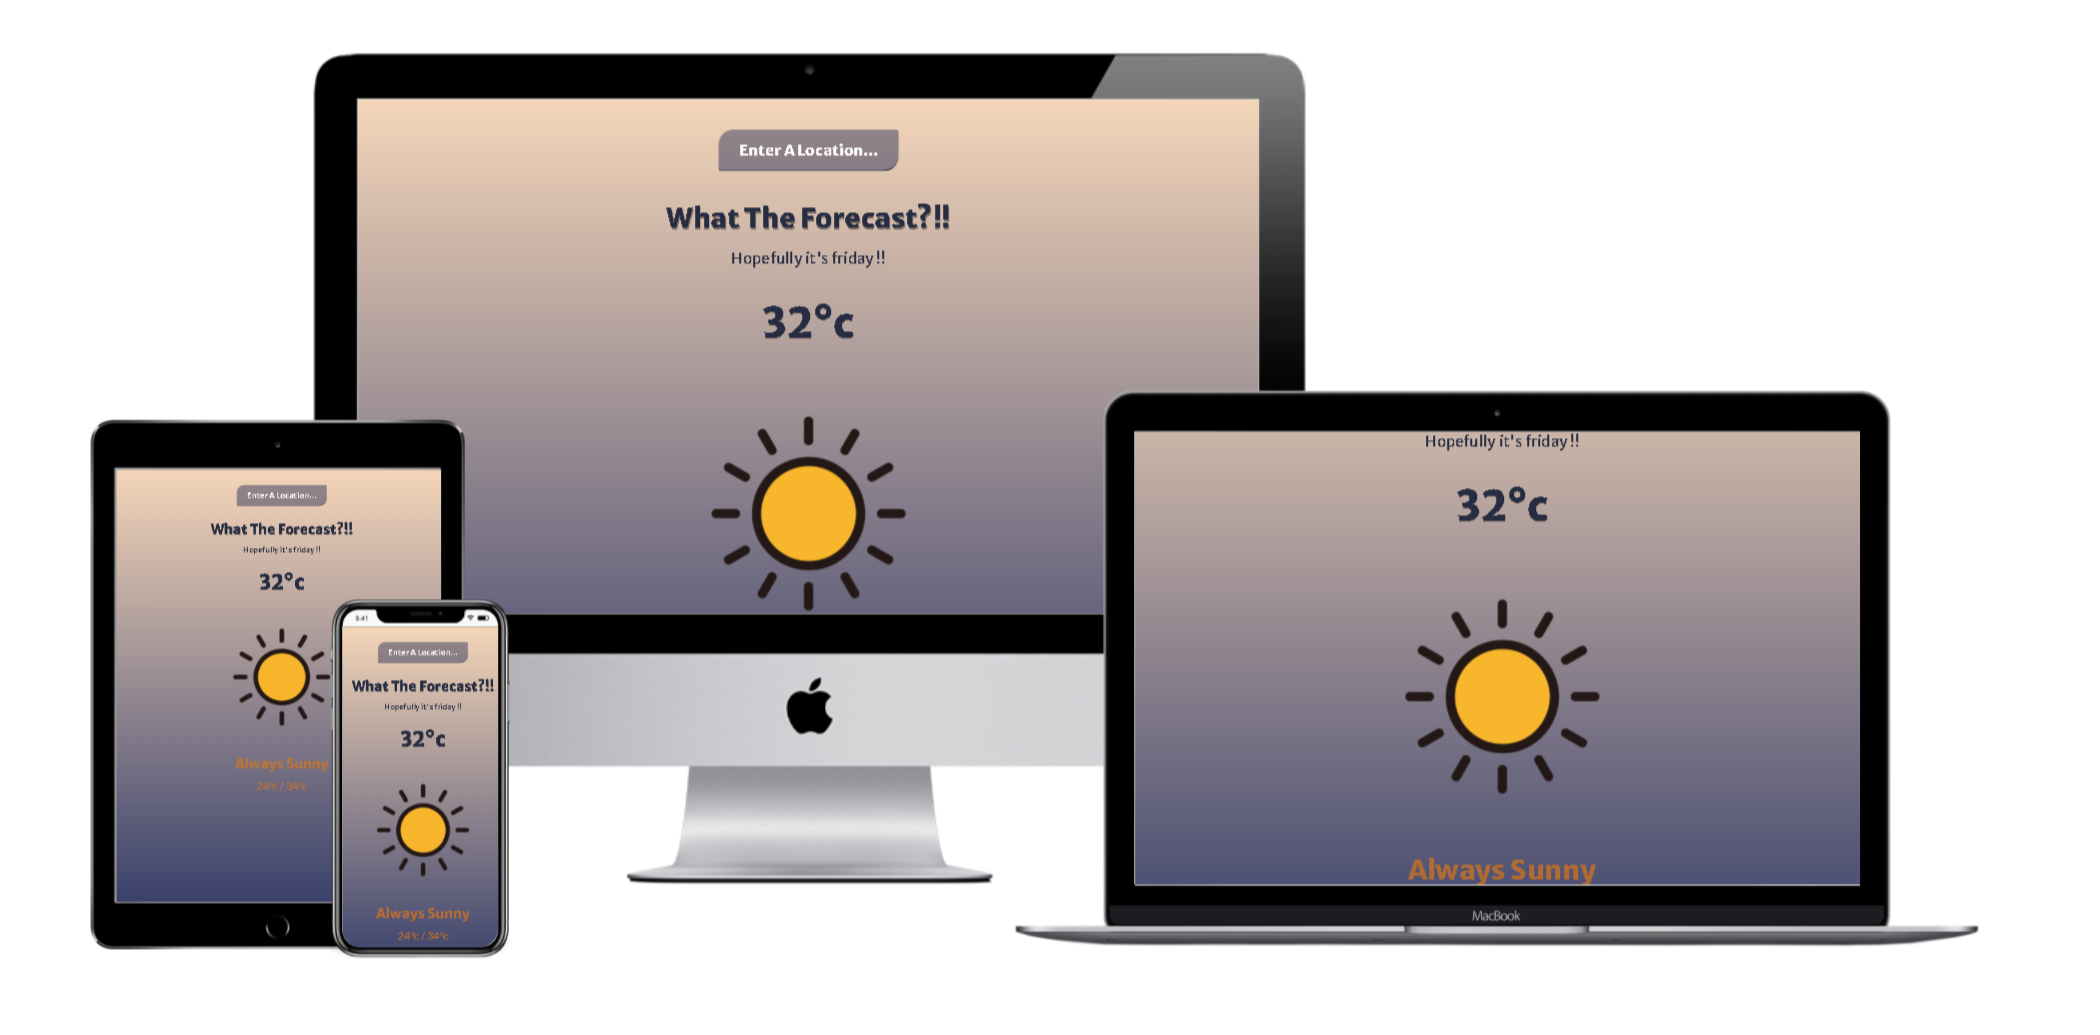 Enter A Location...
What The Forecast?!!
Hopefully it's friday!!
32°c
Enter A Location...
What The Forecast?!!
Hopefully it's friday!!
32°c
Always Sunny
24°c / 34°c
9:41
Enter A Location...
What The Forecast?!!
Hopefully it's friday!!
32°c
Always Sunny
24°c / 34°c
Hopefully it's friday!!
32°c
Always Sunny
MacBook